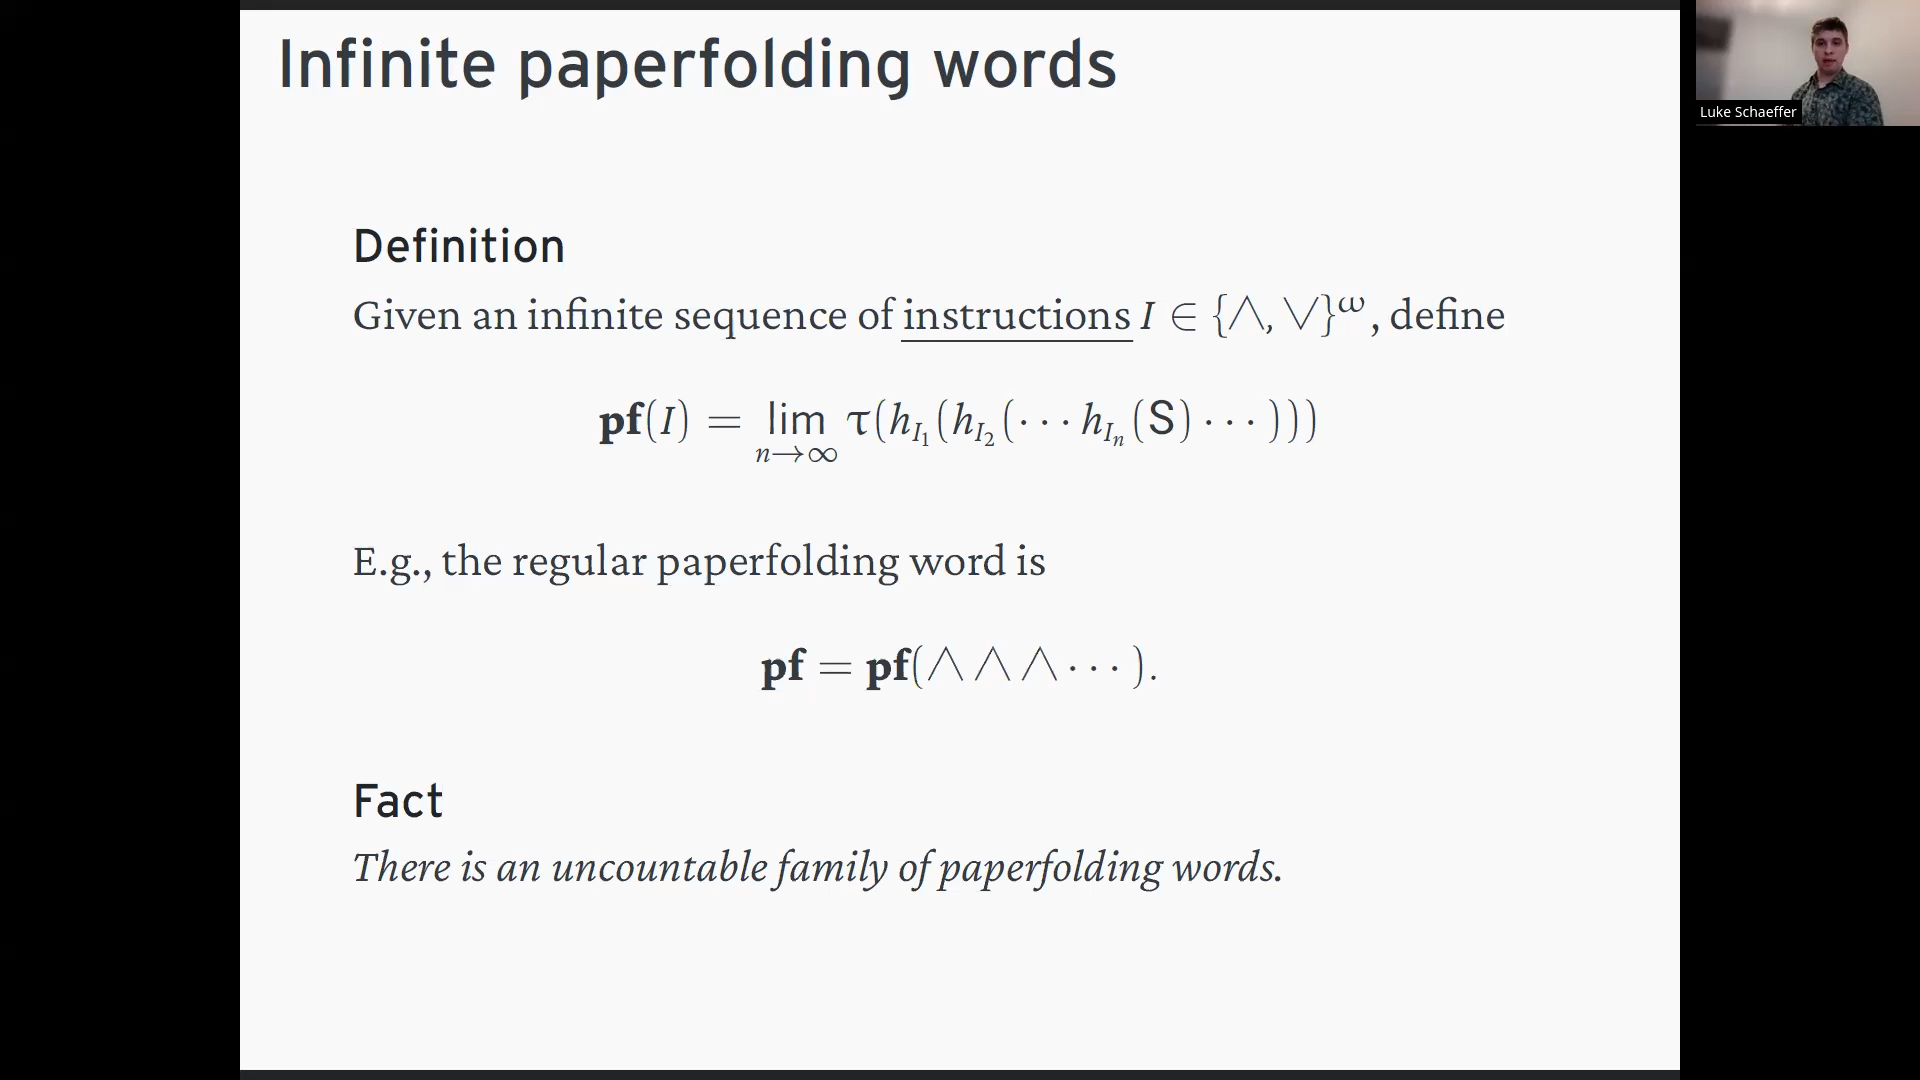 Infinite paperfolding words
Luke Schaeffer
Definition
Given an infinite sequence of instructions I ∈ {∧, ∨}^ω, define
pf(I) = lim_{n→∞} τ(h_{I_1}(h_{I_2}(··· h_{I_n}(S) ··· )))
E.g., the regular paperfolding word is
pf = pf(∧ ∧ ∧ ··· ).
Fact
There is an uncountable family of paperfolding words.